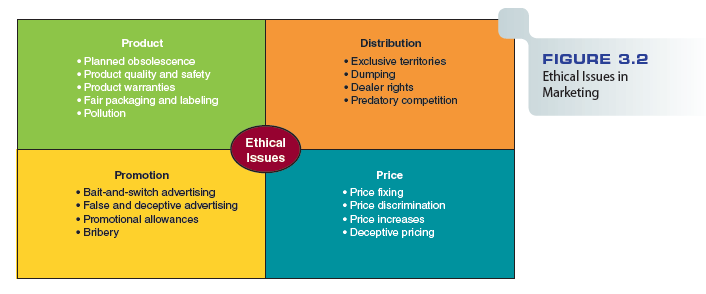 Product
• Planned obsolescence
• Product quality and safety
• Product warranties
• Fair packaging and labeling
• Pollution
Distribution
• Exclusive territories
• Dumping
• Dealer rights
• Predatory competition
Ethical
Issues
Promotion
• Bait-and-switch advertising
• False and deceptive advertising
• Promotional allowances
• Bribery
Price
• Price fixing
• Price discrimination
• Price increases
• Deceptive pricing
FIGURE 3.2
Ethical Issues in
Marketing